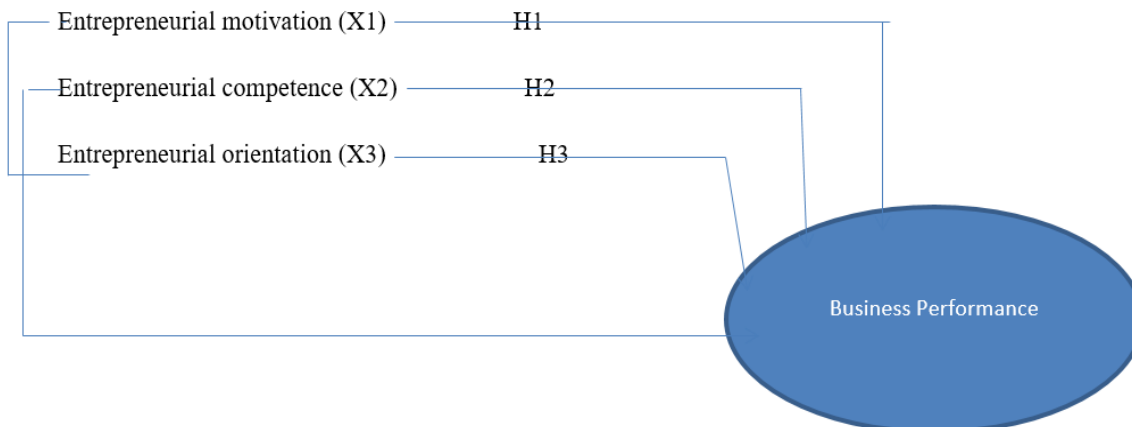 Entrepreneurial motivation (X1) H1
Entrepreneurial competence (X2) H2
Entrepreneurial orientation (X3) H3
Business Performance